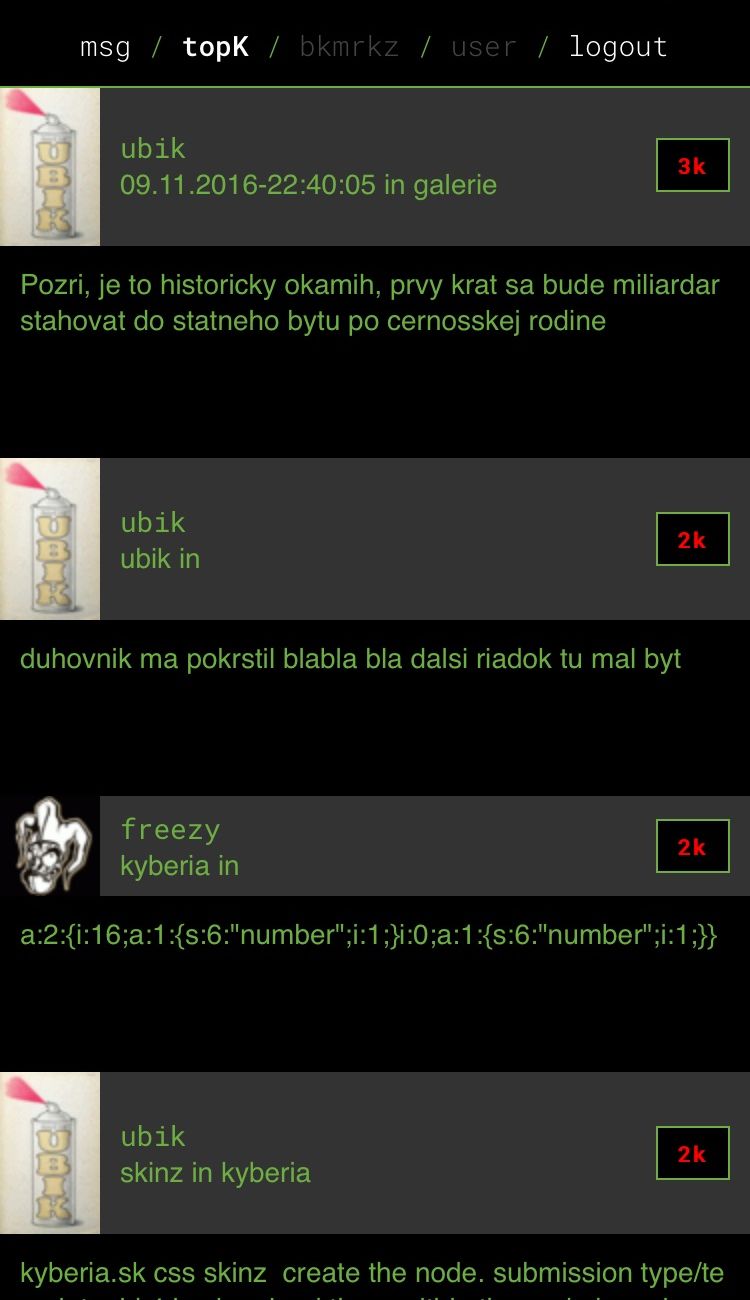 msg / topK / bkmrkz / user / logout
UBIK
ubik
09.11.2016-22:40:05 in galerie
3k
Pozri, je to historicky okamih, prvy krat sa bude miliardar
stahovat do statneho bytu po cernosskej rodine
UBIK
ubik
ubik in
2k
duhovnik ma pokrstil blabla bla dalsi riadok tu mal byt
freezy
kyberia in
2k
a:2:{i:16;a:1:{s:6:"number";i:1;}i:0;a:1:{s:6:"number";i:1;}}
UBIK
ubik
skinz in kyberia
2k
kyberia.sk css skinz  create the node. submission type/te